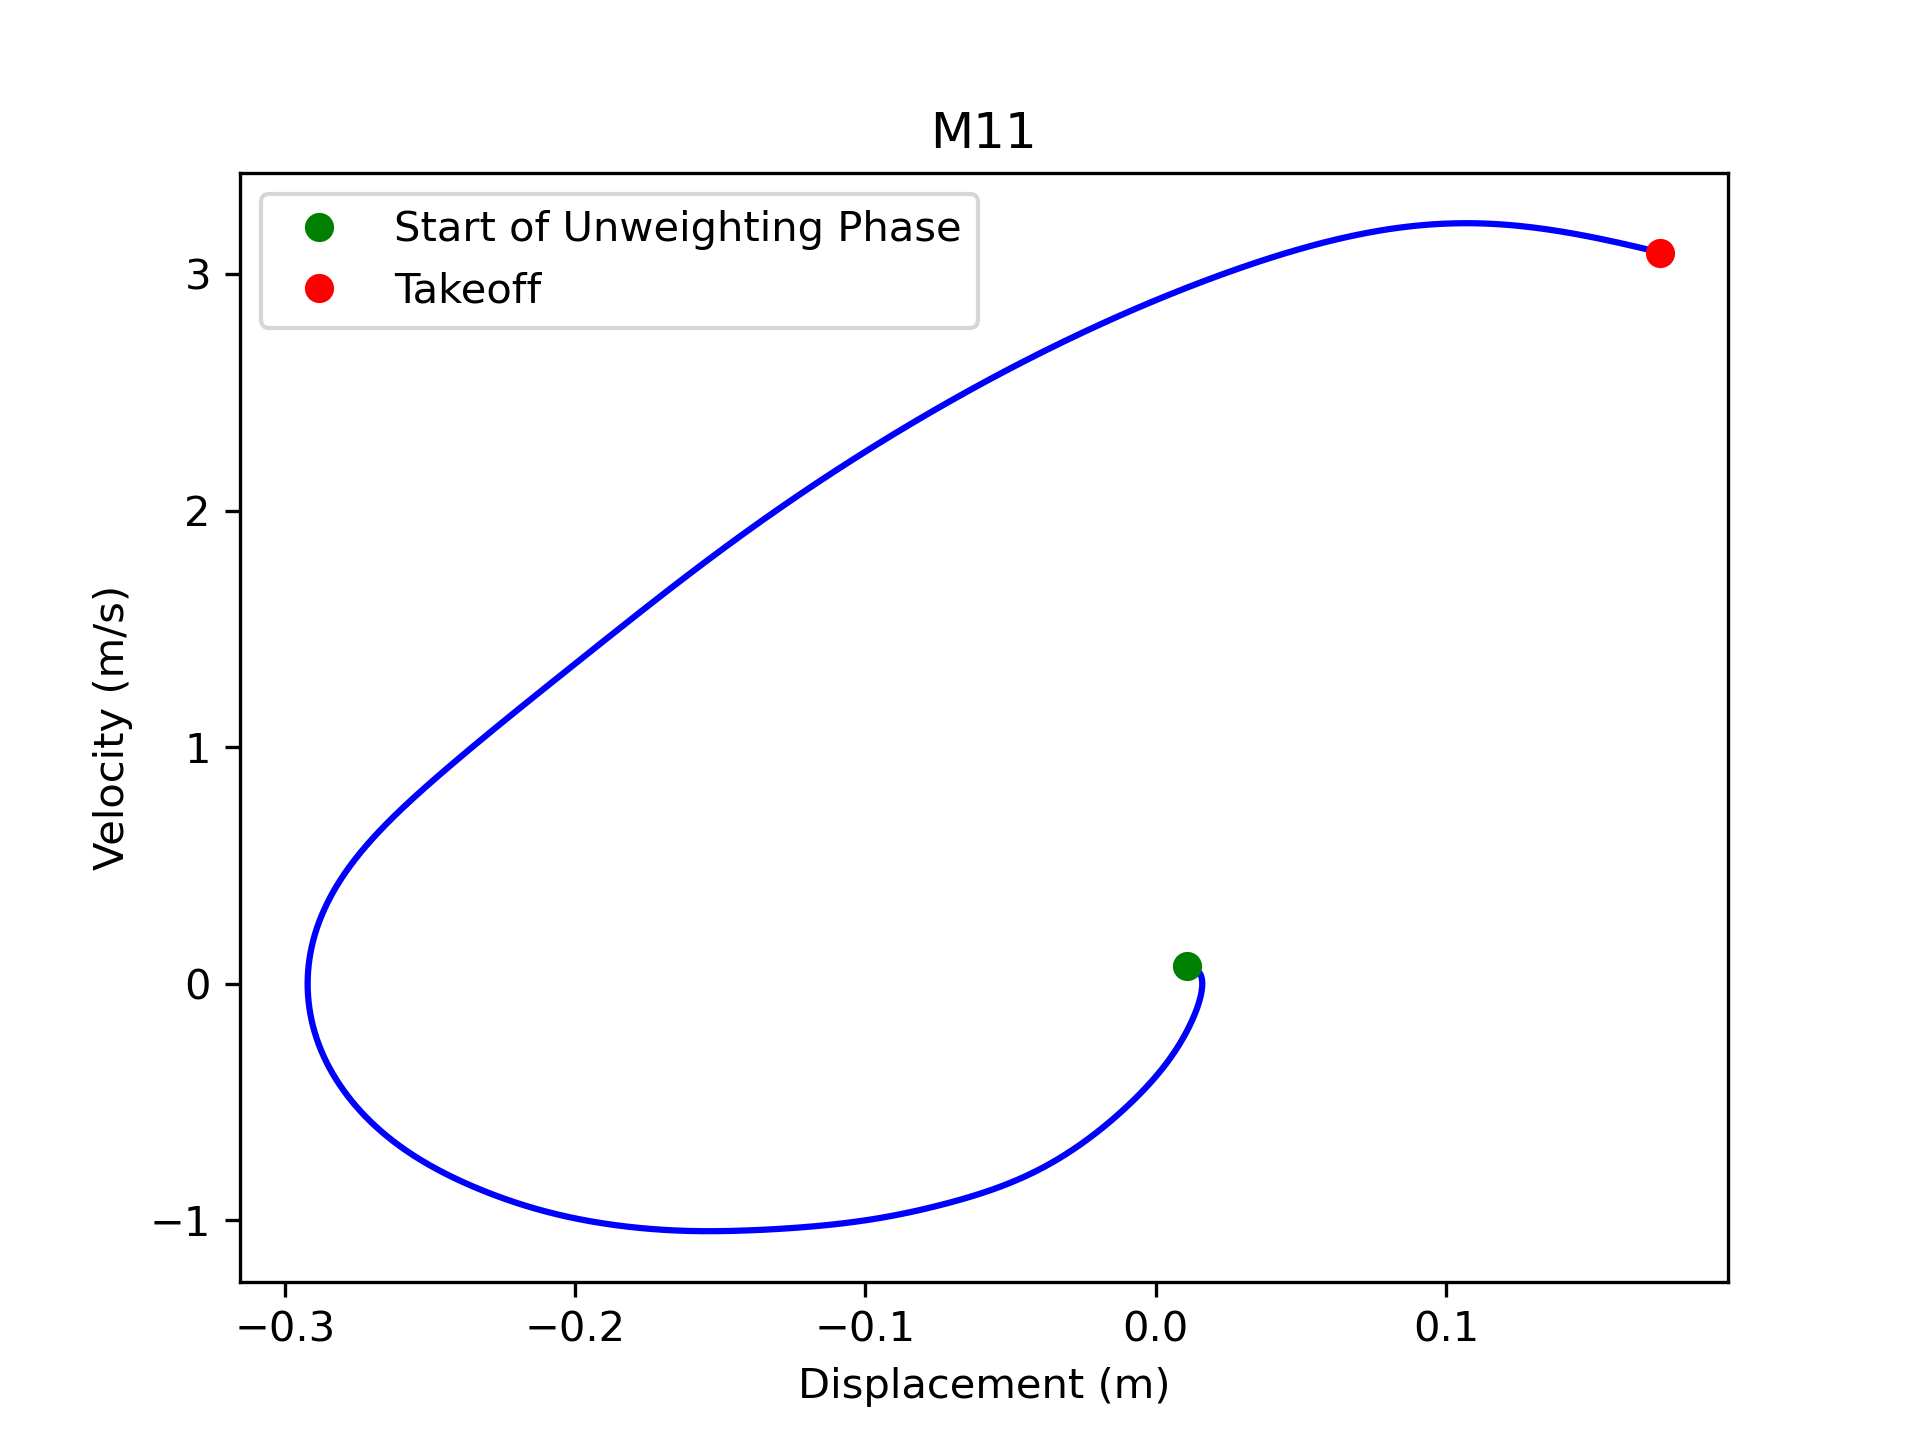 M11
Start of Unweighting Phase
Takeoff
3
2
1
0
−1
Velocity (m/s)
−0.3 −0.2 −0.1 0.0 0.1
Displacement (m)